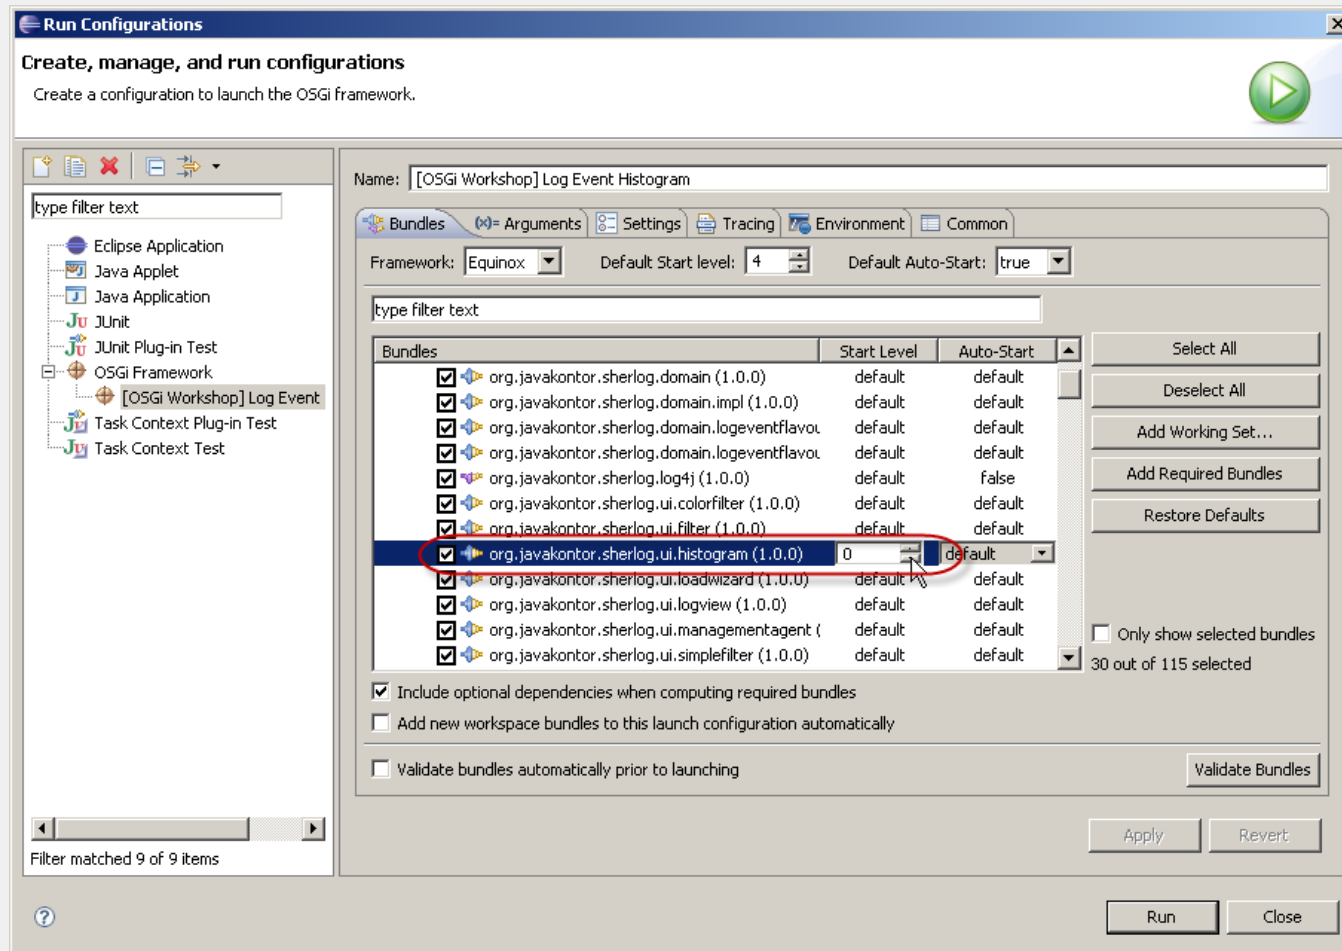 Run Configurations
Create, manage, and run configurations
Create a configuration to launch the OSGi framework.
type filter text
Eclipse Application
Java Applet
Java Application
JUnit
JUnit Plug-in Test
OSGi Framework
[OSGi Workshop] Log Event
Task Context Plug-in Test
Task Context Test
Filter matched 9 of 9 items
Name: [OSGi Workshop] Log Event Histogram
Bundles (x)= Arguments Settings Tracing Environment Common
Framework: Equinox Default Start level: 4 Default Auto-Start: true
type filter text
Bundles Start Level Auto-Start
org.javakontor.sherlog.domain (1.0.0) default default
org.javakontor.sherlog.domain.impl (1.0.0) default default
org.javakontor.sherlog.domain.logeventflavou default default
org.javakontor.sherlog.domain.logeventflavou default default
org.javakontor.sherlog.log4j (1.0.0) default false
org.javakontor.sherlog.ui.colorfilter (1.0.0) default default
org.javakontor.sherlog.ui.filter (1.0.0) default default
org.javakontor.sherlog.ui.histogram (1.0.0) 0 default
org.javakontor.sherlog.ui.loadwizard (1.0.0) default default
org.javakontor.sherlog.ui.logview (1.0.0) default default
org.javakontor.sherlog.ui.managementagent ( default default
org.javakontor.sherlog.ui.simplefilter (1.0.0) default default
Select All
Deselect All
Add Working Set...
Add Required Bundles
Restore Defaults
Only show selected bundles
30 out of 115 selected
Include optional dependencies when computing required bundles
Add new workspace bundles to this launch configuration automatically
Validate bundles automatically prior to launching
Validate Bundles
Apply Revert
? Run Close